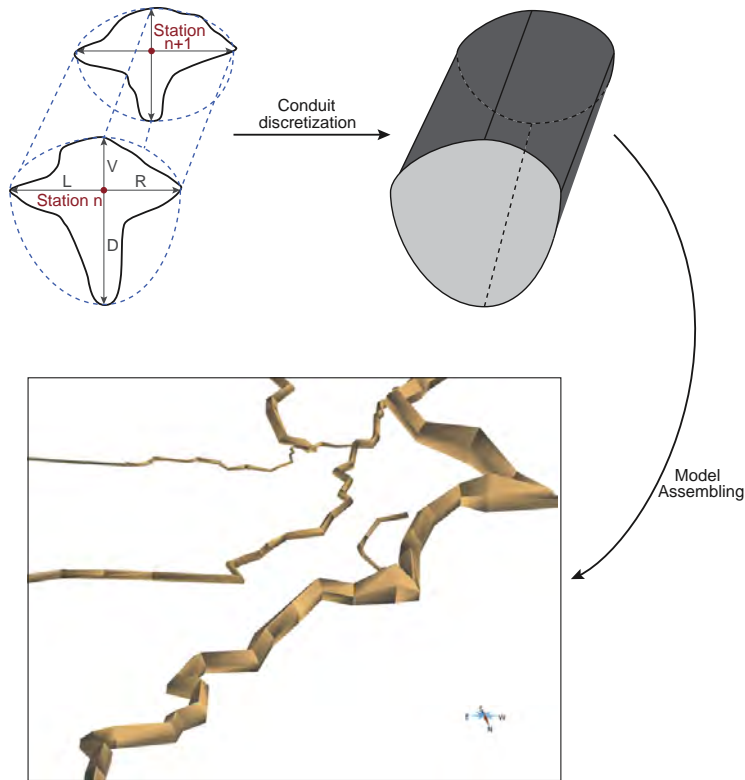 Station
n+1
V
L
R
Station n
D
Conduit
discretization
Model
Assembling
E
W
N